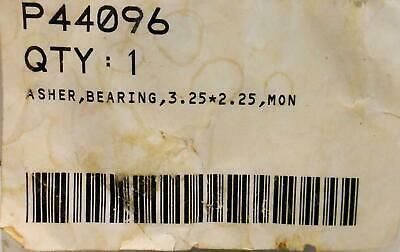 P44096
QTY : 1
ASHER,BEARING,3.25*2.25,MON